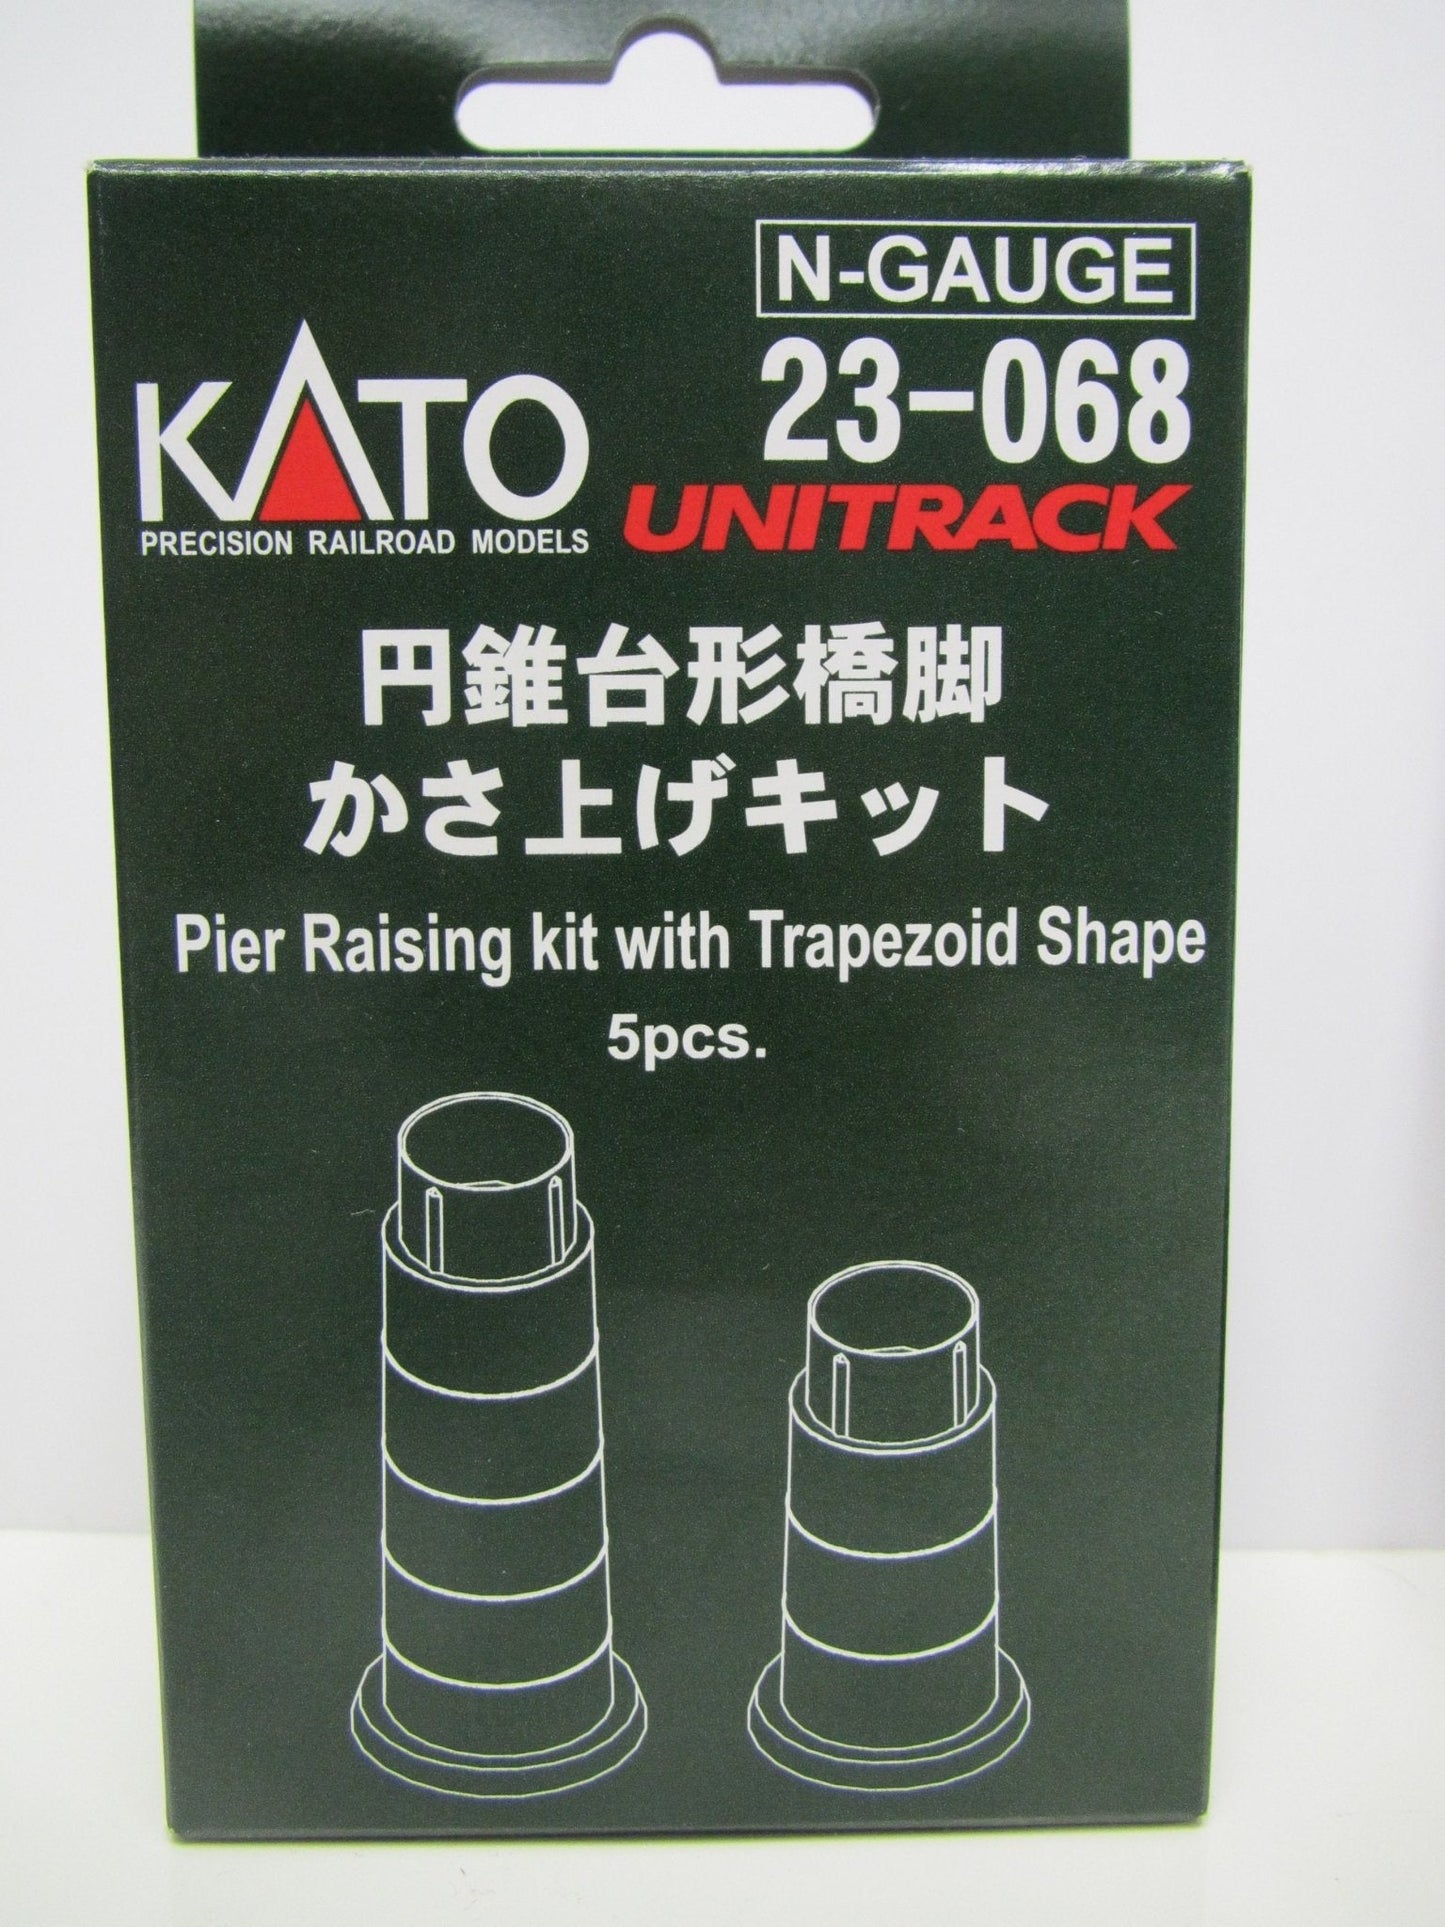 N-GAUGE
KATO
23-068
PRECISION RAILROAD MODELS
UNITRACK
円錐台形橋脚
かさ上げキット
Pier Raising kit with Trapezoid Shape
5pcs.